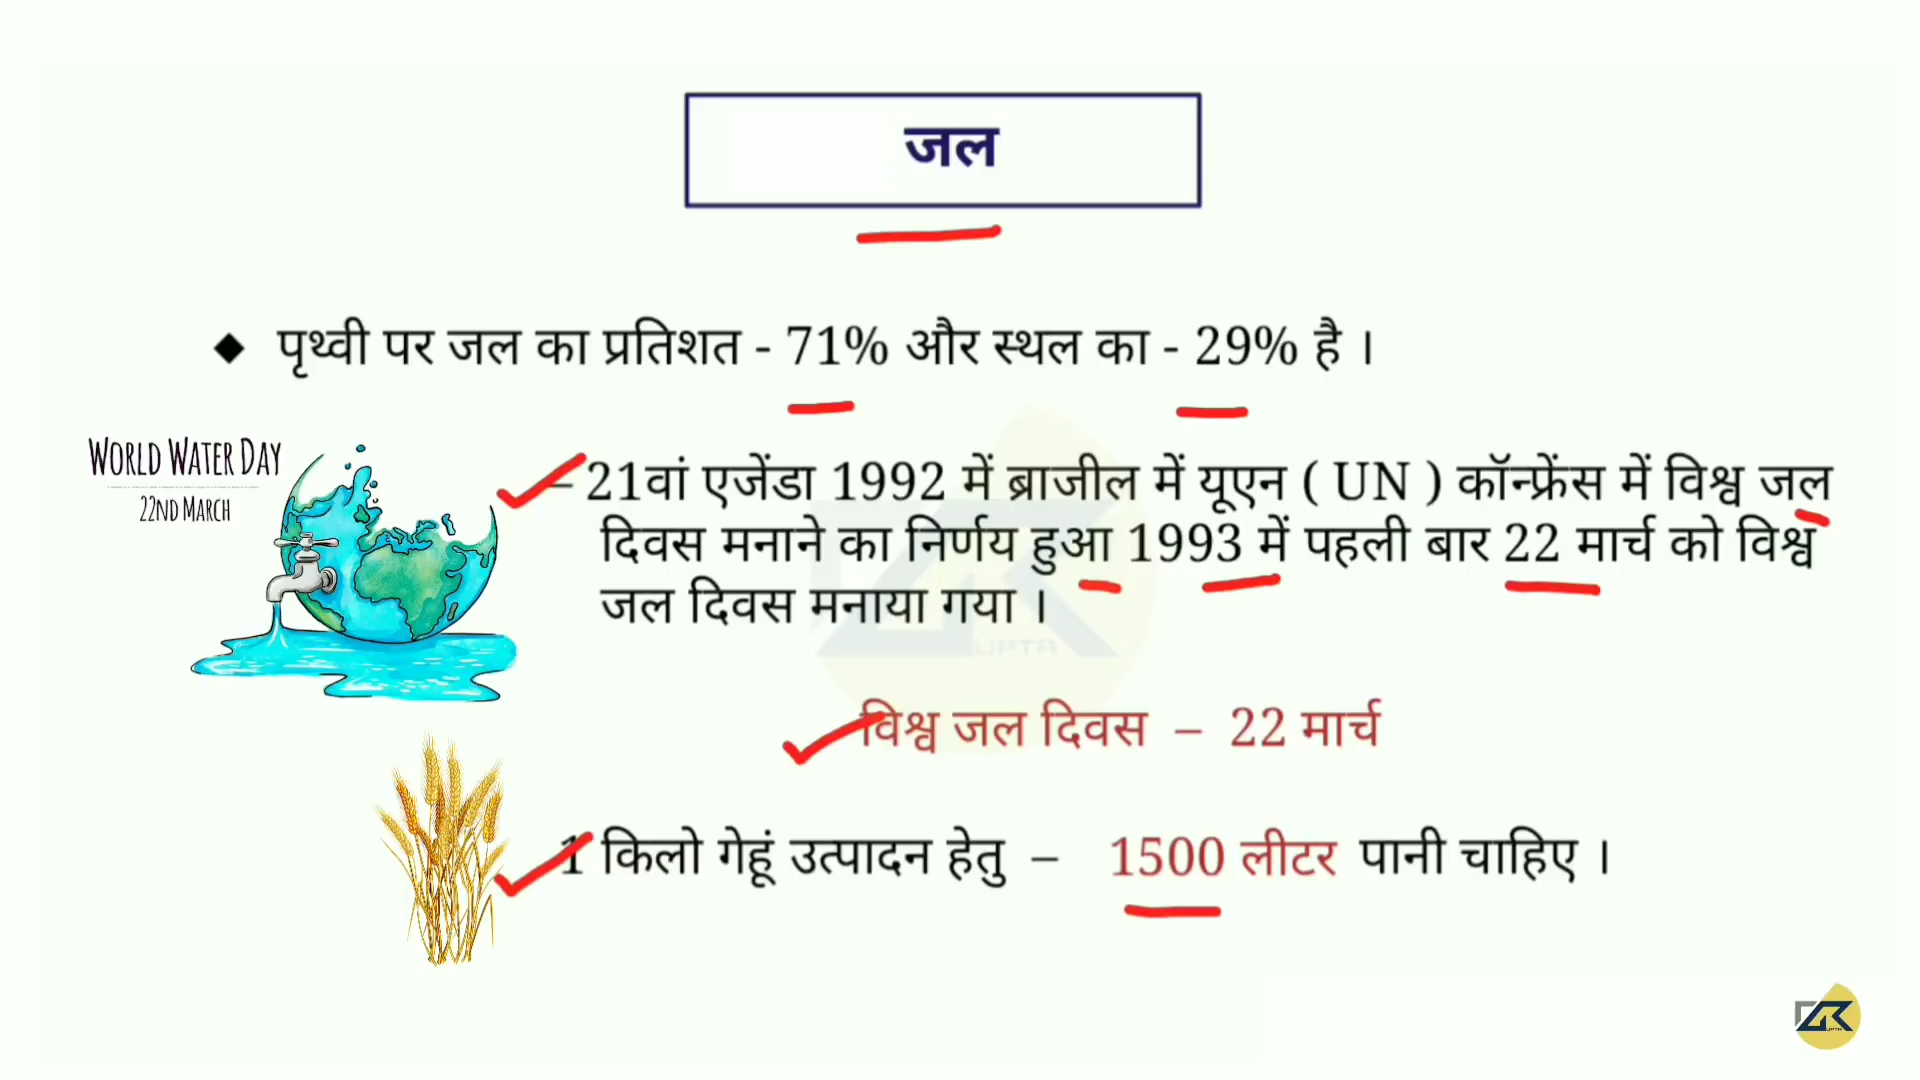 जल
◆ पृथ्वी पर जल का प्रतिशत - 71% और स्थल का - 29% है ।
WORLD WATER DAY
22ND MARCH
– 21वां एजेंडा 1992 में ब्राजील में यूएन ( UN ) कॉन्फ्रेंस में विश्व जल
दिवस मनाने का निर्णय हुआ 1993 में पहली बार 22 मार्च को विश्व
जल दिवस मनाया गया ।
विश्व जल दिवस – 22 मार्च
1 किलो गेहूं उत्पादन हेतु – 1500 लीटर पानी चाहिए ।